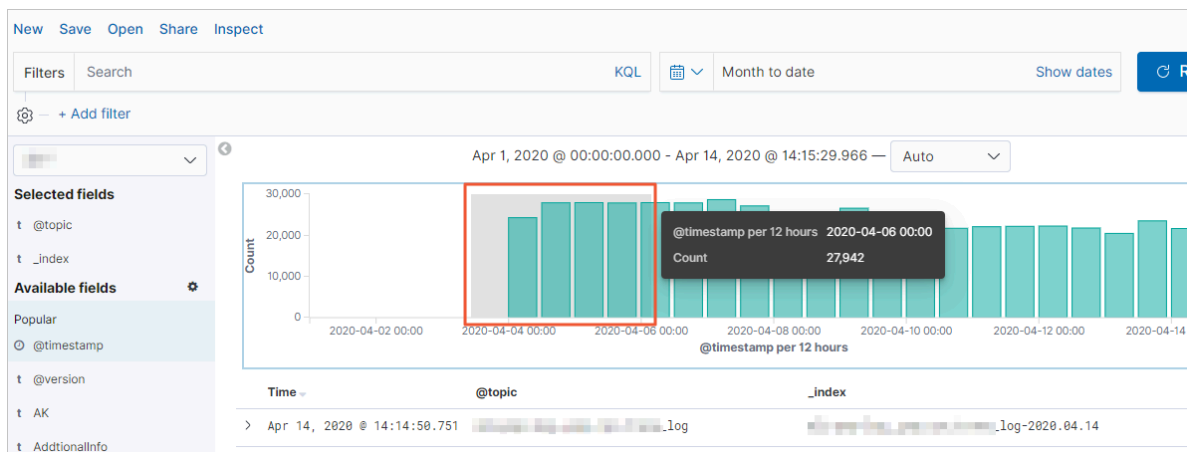 New Save Open Share Inspect
Filters Search KQL Month to date Show dates
+ Add filter
Apr 1, 2020 @ 00:00:00.000 - Apr 14, 2020 @ 14:15:29.966 — Auto
Selected fields
t @topic
t _index
Available fields
Popular
@timestamp
t @version
t AK
t AddtionalInfo
Count
30,000
20,000
10,000
0
@timestamp per 12 hours 2020-04-06 00:00
Count 27,942
2020-04-02 00:00 2020-04-04 00:00 2020-04-06 00:00 2020-04-08 00:00 2020-04-10 00:00 2020-04-12 00:00 2020-04-14
@timestamp per 12 hours
Time @topic _index
Apr 14, 2020 @ 14:14:50.751 _log _log-2020.04.14